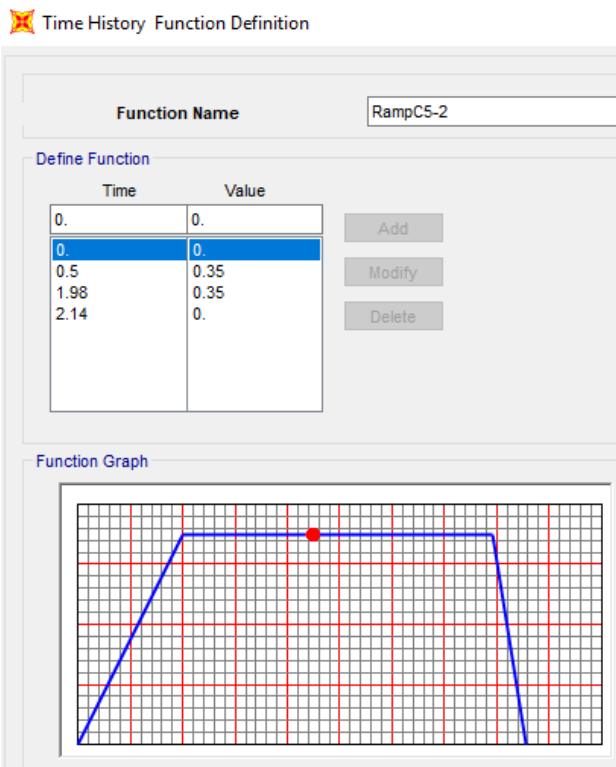 Time History Function Definition
Function Name RampC5-2
Define Function
Time Value
0. 0.
Add
0. 0.
0.5 0.35
Modify
1.98 0.35
2.14 0.
Delete
Function Graph